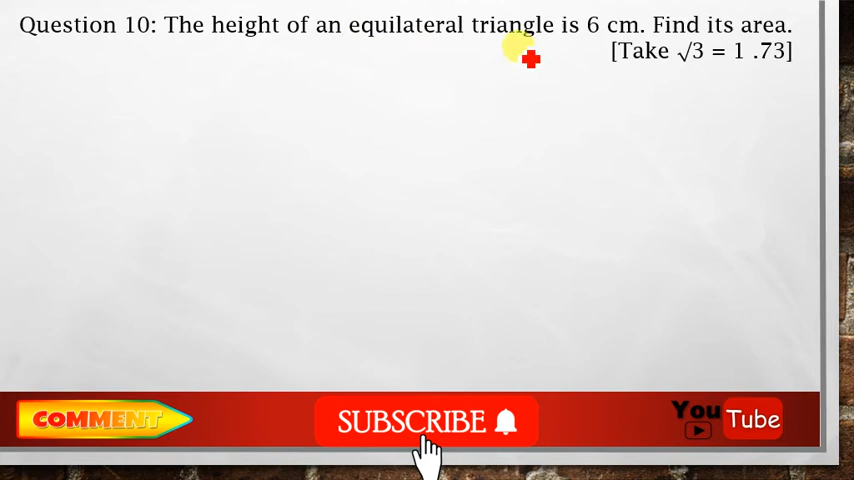 Question 10: The height of an equilateral triangle is 6 cm. Find its area.
[Take √3 = 1 .73]
COMMENT
SUBSCRIBE
You
Tube